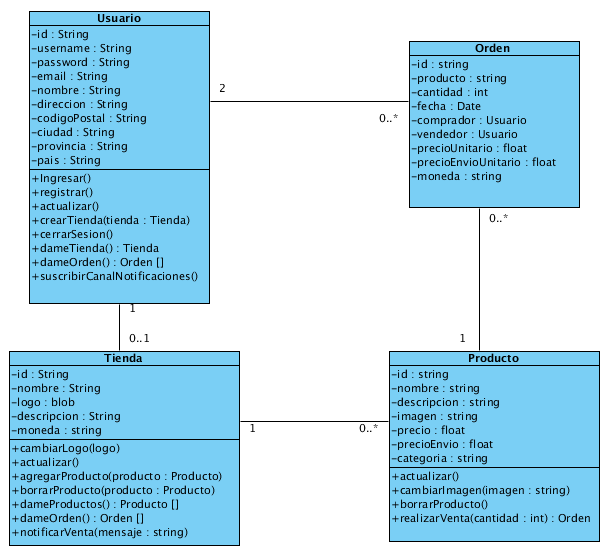 Usuario
-id : String
-username : String
-password : String
-email : String
-nombre : String
-direccion : String
-codigoPostal : String
-ciudad : String
-provincia : String
-pais : String
+Ingresar()
+registrar()
+actualizar()
+crearTienda(tienda : Tienda)
+cerrarSesion()
+dameTienda() : Tienda
+dameOrden() : Orden []
+suscribirCanalNotificaciones()
2
0..*
Orden
-id : string
-producto : string
-cantidad : int
-fecha : Date
-comprador : Usuario
-vendedor : Usuario
-precioUnitario : float
-precioEnvioUnitario : float
-moneda : string
0..*
1
1
0..1
Tienda
-id : String
-nombre : String
-logo : blob
-descripcion : String
-moneda : string
+cambiarLogo(logo)
+actualizar()
+agregarProducto(producto : Producto)
+borrarProducto(producto : Producto)
+dameProductos() : Producto []
+dameOrden() : Orden []
+notificarVenta(mensaje : string)
1
0..*
Producto
-id : string
-nombre : string
-descripcion : string
-imagen : string
-precio : float
-precioEnvio : float
-categoria : string
+actualizar()
+cambiarImagen(imagen : string)
+borrarProducto()
+realizarVenta(cantidad : int) : Orden